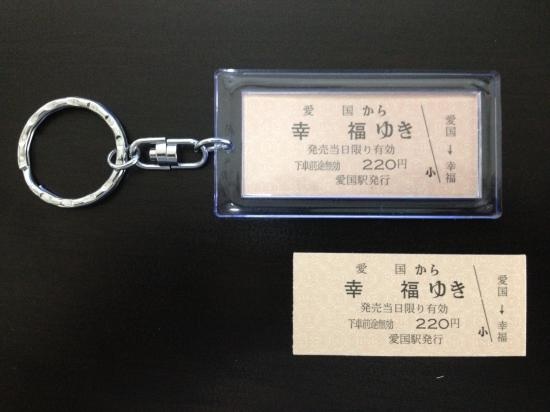 愛国から
幸福ゆき
発売当日限り有効
下車前途無効 220円
愛国駅発行
小
愛国→幸福
愛国から
幸福ゆき
発売当日限り有効
下車前途無効 220円
愛国駅発行
小
愛国→幸福